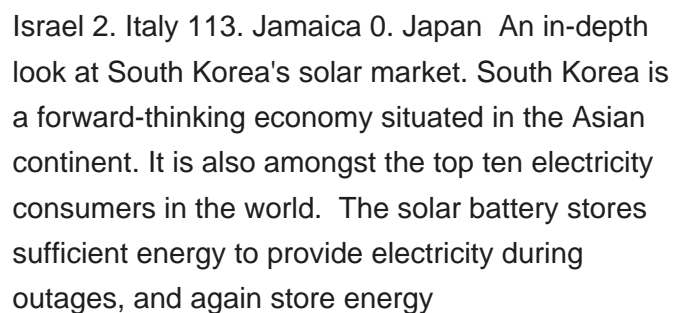 Israel 2. Italy 113. Jamaica 0. Japan  An in-depth
look at South Korea's solar market. South Korea is
a forward-thinking economy situated in the Asian
continent. It is also amongst the top ten electricity
consumers in the world.  The solar battery stores
sufficient energy to provide electricity during
outages, and again store energy